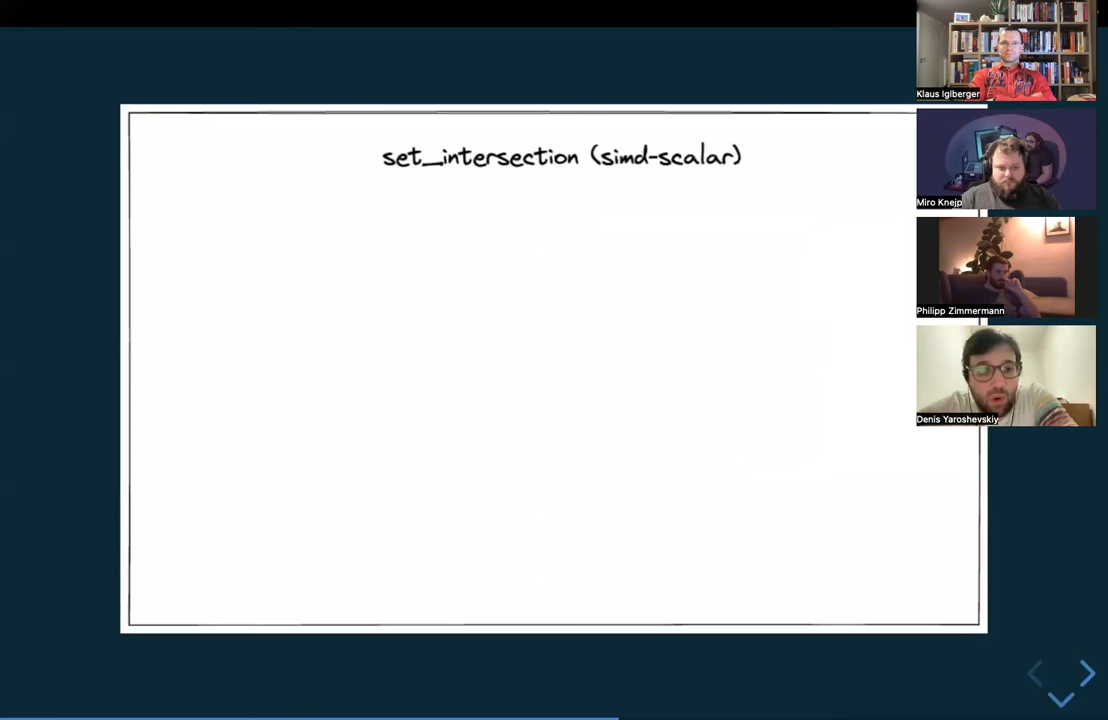 set_intersection (simd-scalar)
Klaus Iglberger
Miro Knejp
Philipp Zimmermann
Denis Yaroshevskiy